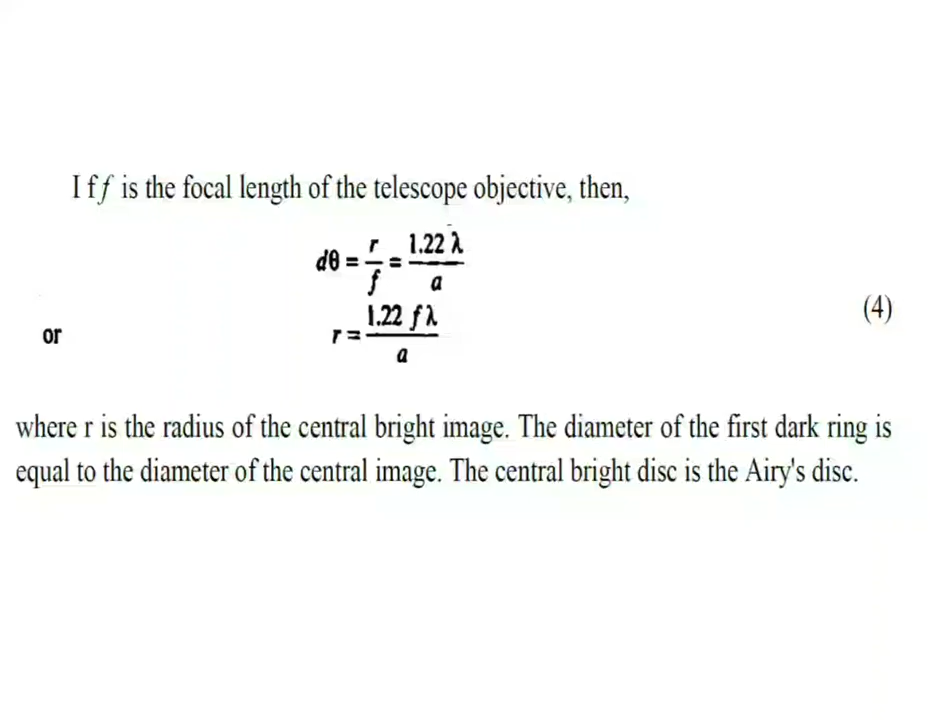 I f f is the focal length of the telescope objective, then,
dθ = r/f = 1.22 λ/a
(4)
or r = 1.22 f λ/a
where r is the radius of the central bright image. The diameter of the first dark ring is
equal to the diameter of the central image. The central bright disc is the Airy's disc.